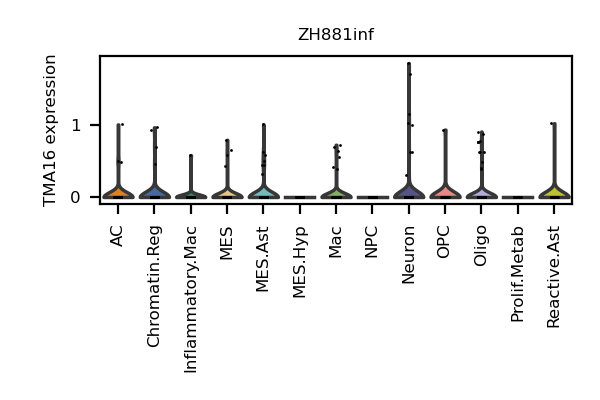 ZH881inf
TMA16 expression
1
0
AC
Chromatin.Reg
Inflammatory.Mac
MES
MES.Ast
MES.Hyp
Mac
NPC
Neuron
OPC
Oligo
Prolif.Metab
Reactive.Ast